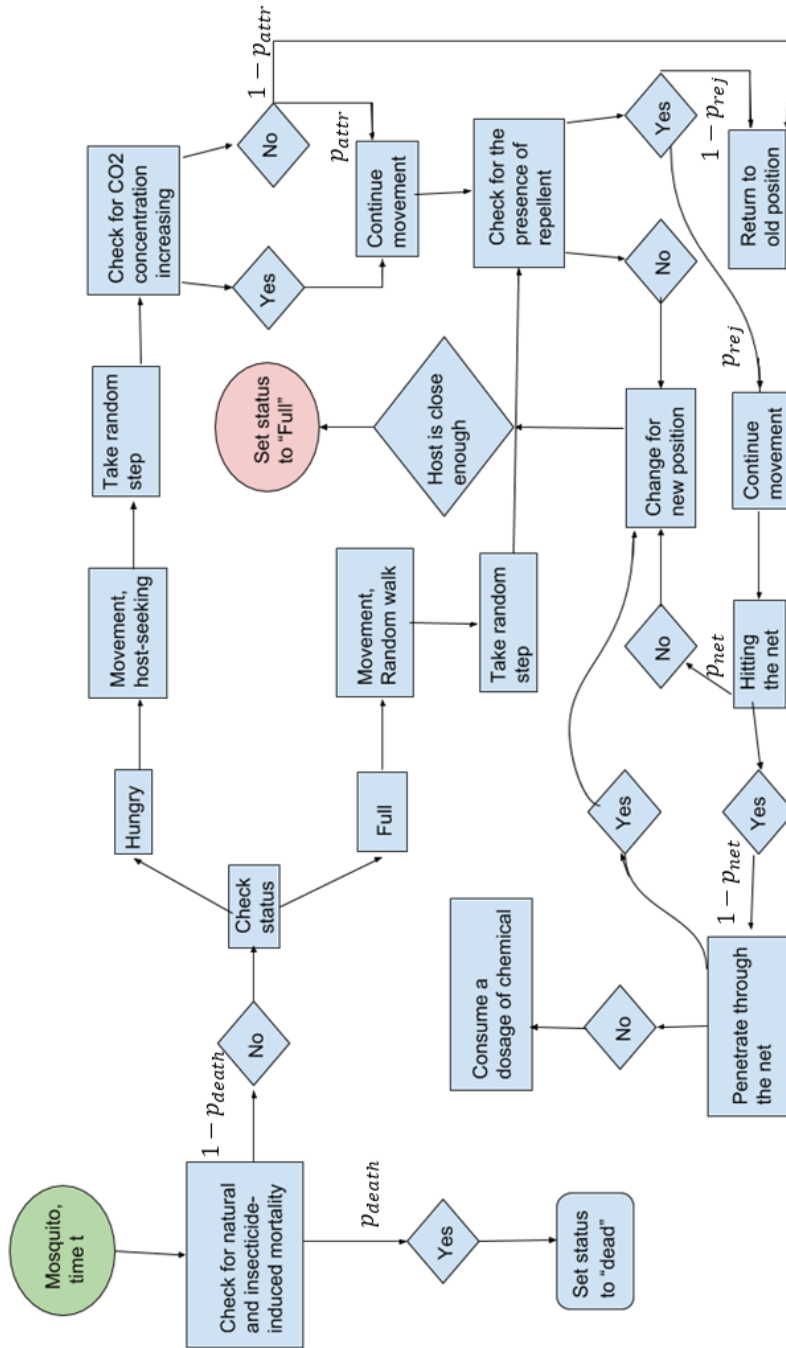 Mosquito,
time t
Check for natural
and insecticide-
induced mortality
1 − p_death
No
p_death
Yes
Set status
to “dead”
Check
status
Hungry
Movement,
host-seeking
Take random
step
Check for CO2
concentration
increasing
Yes
No
1 − p_attr
p_attr
Continue
movement
Full
Movement,
Random walk
Take random
step
Set status
to “Full”
Host is close
enough
Check for the
presence of
repellent
No
Yes
1 − p_rej
Return to
old position
p_rej
Continue
movement
Change for
new position
Hitting
the net
p_net
No
Yes
1 − p_net
Penetrate through
the net
Yes
No
Consume a
dosage of chemical